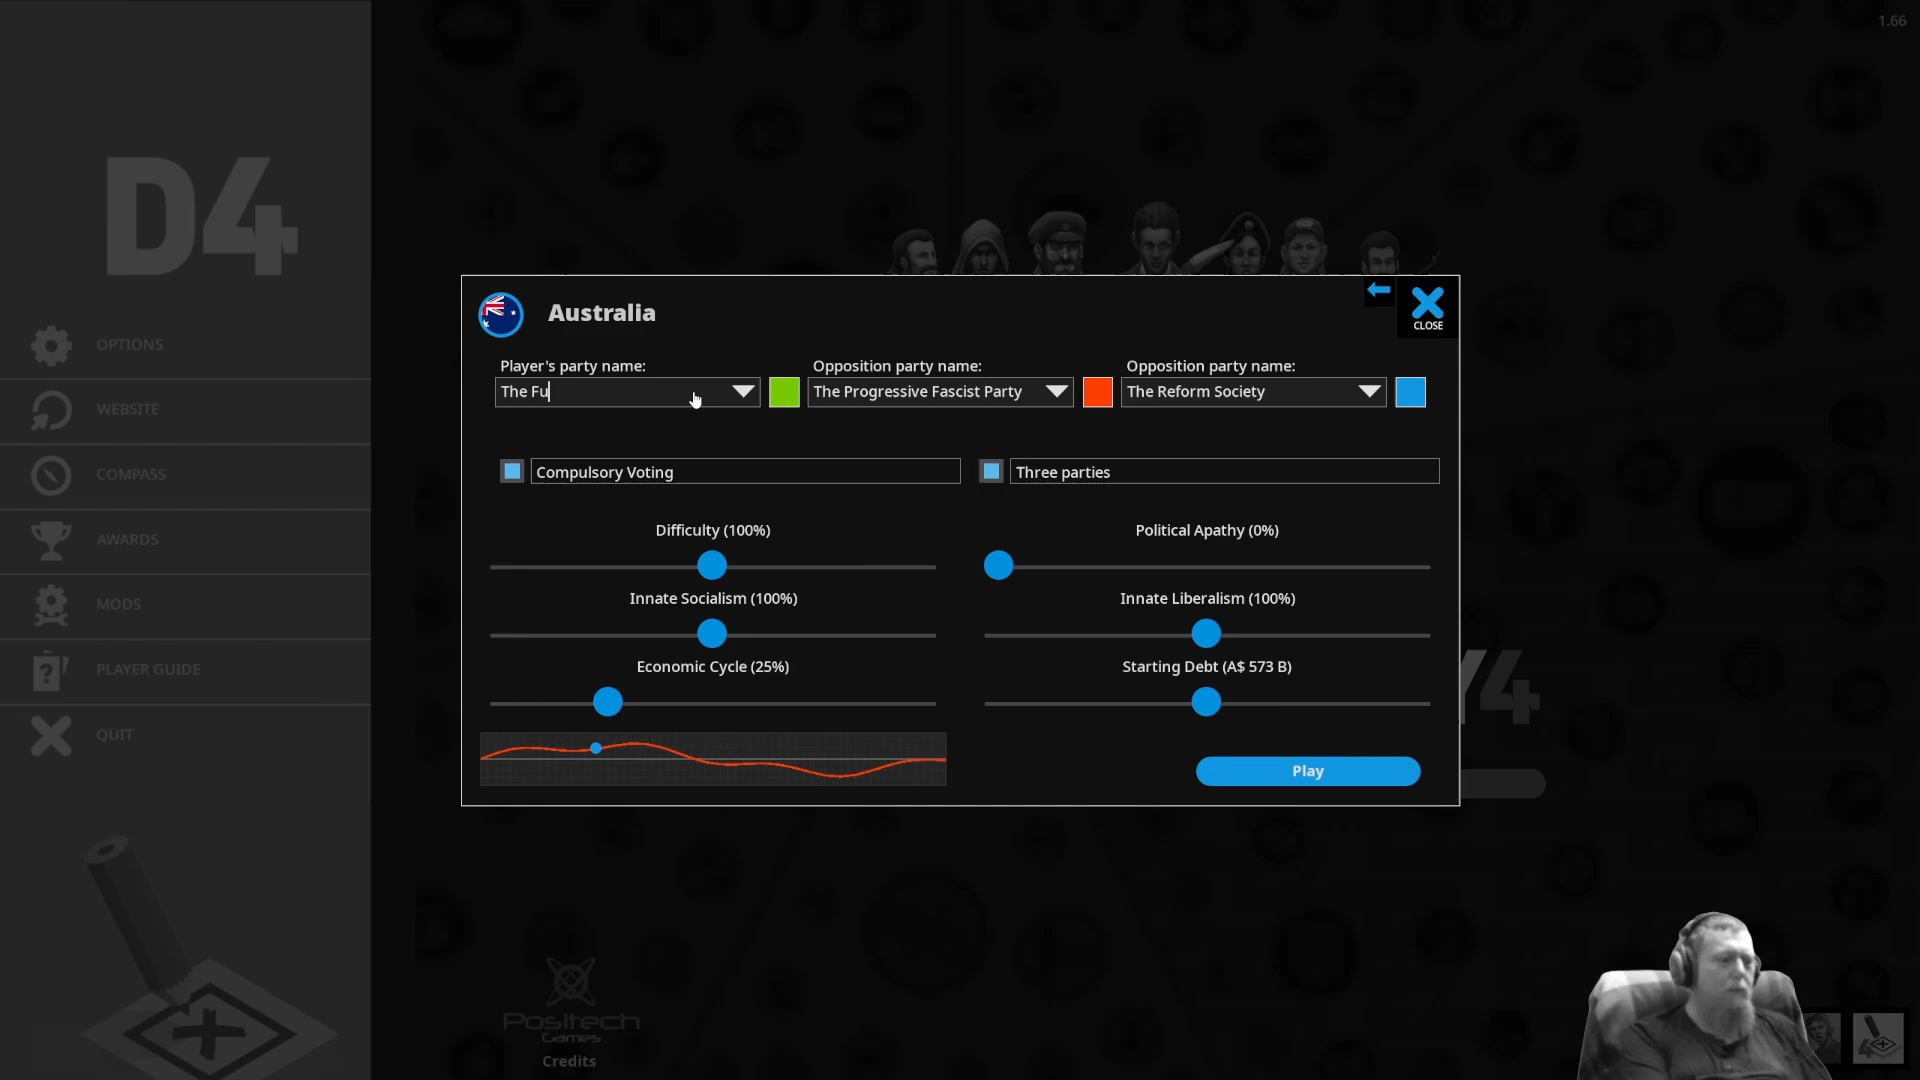 1.66
D4
OPTIONS
WEBSITE
COMPASS
AWARDS
MODS
PLAYER GUIDE
QUIT
Australia
CLOSE
Player's party name:
Opposition party name:
Opposition party name:
The Fu
The Progressive Fascist Party
The Reform Society
Compulsory Voting
Three parties
Difficulty (100%)
Political Apathy (0%)
Innate Socialism (100%)
Innate Liberalism (100%)
Economic Cycle (25%)
Starting Debt (A$ 573 B)
Play
Positech
Games
Credits